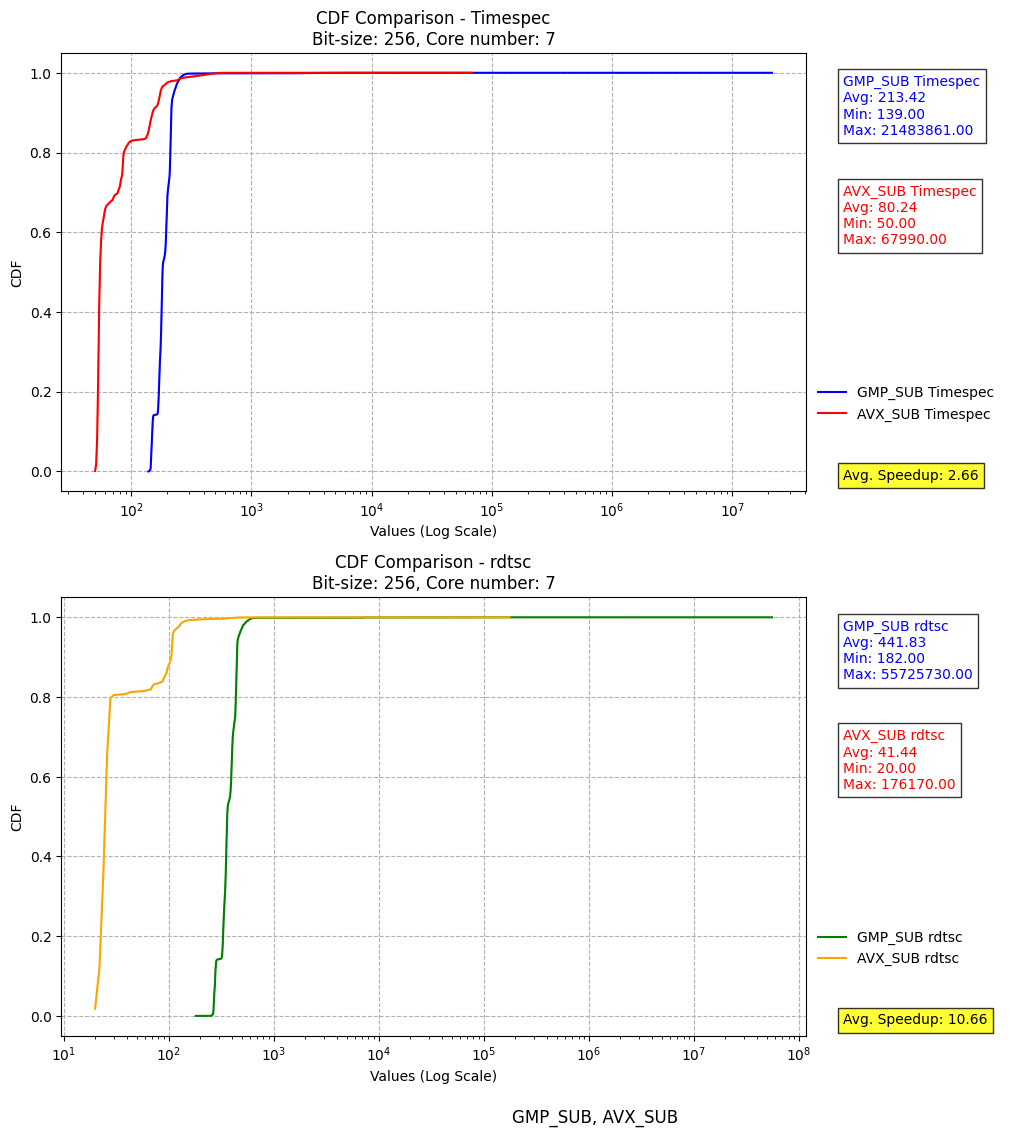 CDF Comparison - Timespec
Bit-size: 256, Core number: 7
1.0
0.8
0.6
0.4
0.2
0.0
CDF
10²
10³
10⁴
10⁵
10⁶
10⁷
Values (Log Scale)
GMP_SUB Timespec
Avg: 213.42
Min: 139.00
Max: 21483861.00
AVX_SUB Timespec
Avg: 80.24
Min: 50.00
Max: 67990.00
GMP_SUB Timespec
AVX_SUB Timespec
Avg. Speedup: 2.66
CDF Comparison - rdtsc
Bit-size: 256, Core number: 7
1.0
0.8
0.6
0.4
0.2
0.0
CDF
10¹
10²
10³
10⁴
10⁵
10⁶
10⁷
10⁸
Values (Log Scale)
GMP_SUB rdtsc
Avg: 441.83
Min: 182.00
Max: 55725730.00
AVX_SUB rdtsc
Avg: 41.44
Min: 20.00
Max: 176170.00
GMP_SUB rdtsc
AVX_SUB rdtsc
Avg. Speedup: 10.66
GMP_SUB, AVX_SUB